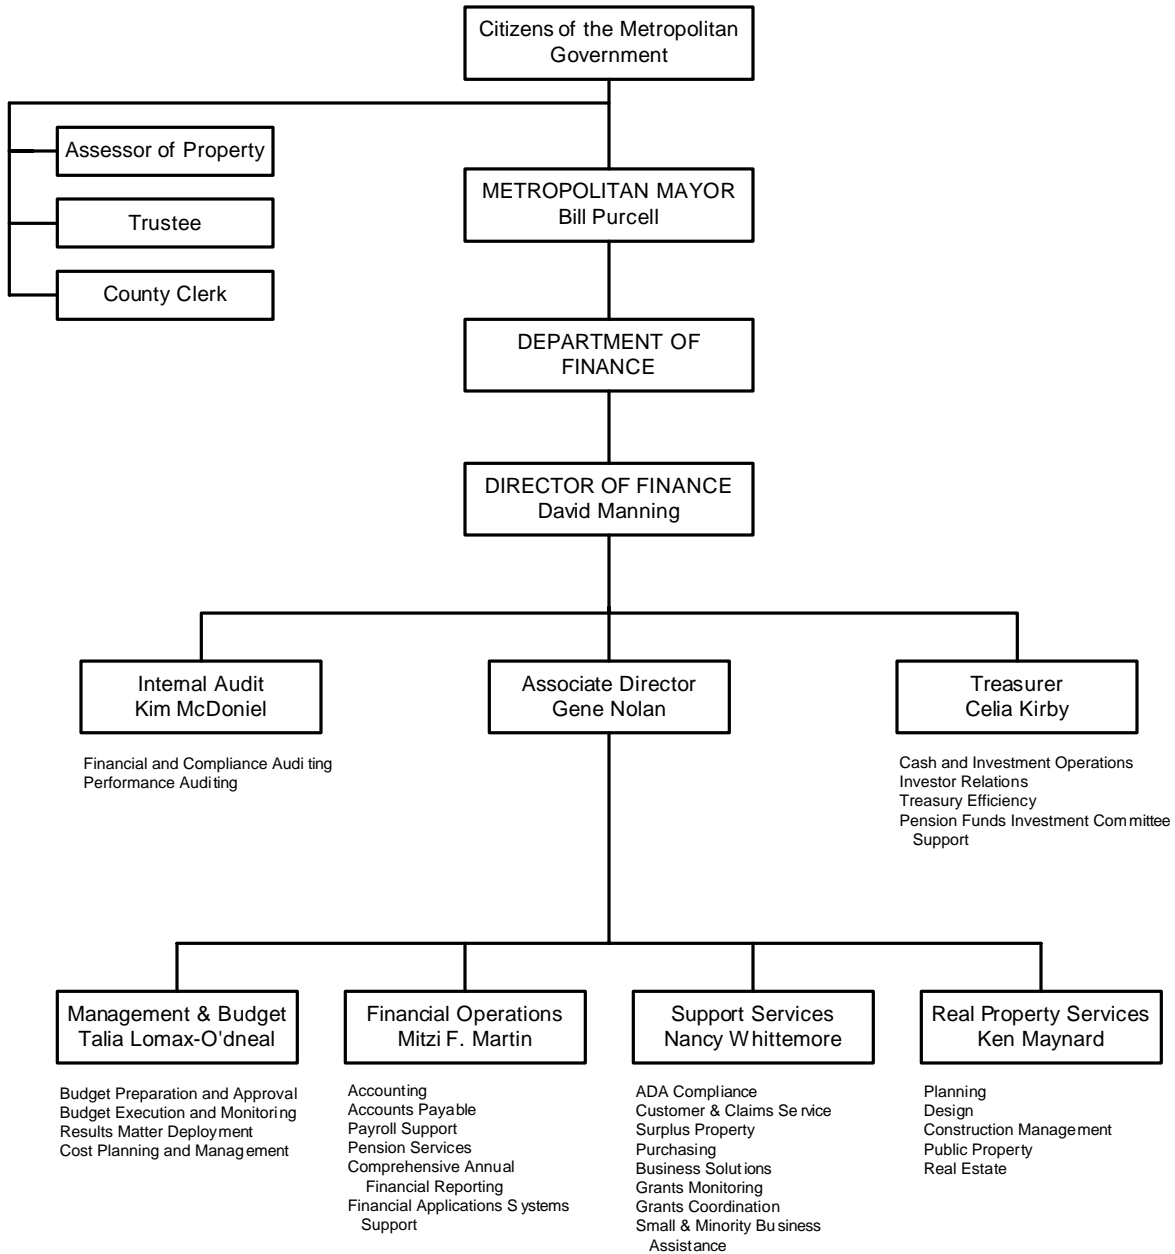 Citizens of the Metropolitan
Government
Assessor of Property
Trustee
County Clerk
METROPOLITAN MAYOR
Bill Purcell
DEPARTMENT OF
FINANCE
DIRECTOR OF FINANCE
David Manning
Internal Audit
Kim McDoniel
Financial and Compliance Auditing
Performance Auditing
Associate Director
Gene Nolan
Treasurer
Celia Kirby
Cash and Investment Operations
Investor Relations
Treasury Efficiency
Pension Funds Investment Committee
Support
Management & Budget
Talia Lomax-O'dneal
Budget Preparation and Approval
Budget Execution and Monitoring
Results Matter Deployment
Cost Planning and Management
Financial Operations
Mitzi F. Martin
Accounting
Accounts Payable
Payroll Support
Pension Services
Comprehensive Annual
Financial Reporting
Financial Applications Systems
Support
Support Services
Nancy Whittemore
ADA Compliance
Customer & Claims Service
Surplus Property
Purchasing
Business Solutions
Grants Monitoring
Grants Coordination
Small & Minority Business
Assistance
Real Property Services
Ken Maynard
Planning
Design
Construction Management
Public Property
Real Estate